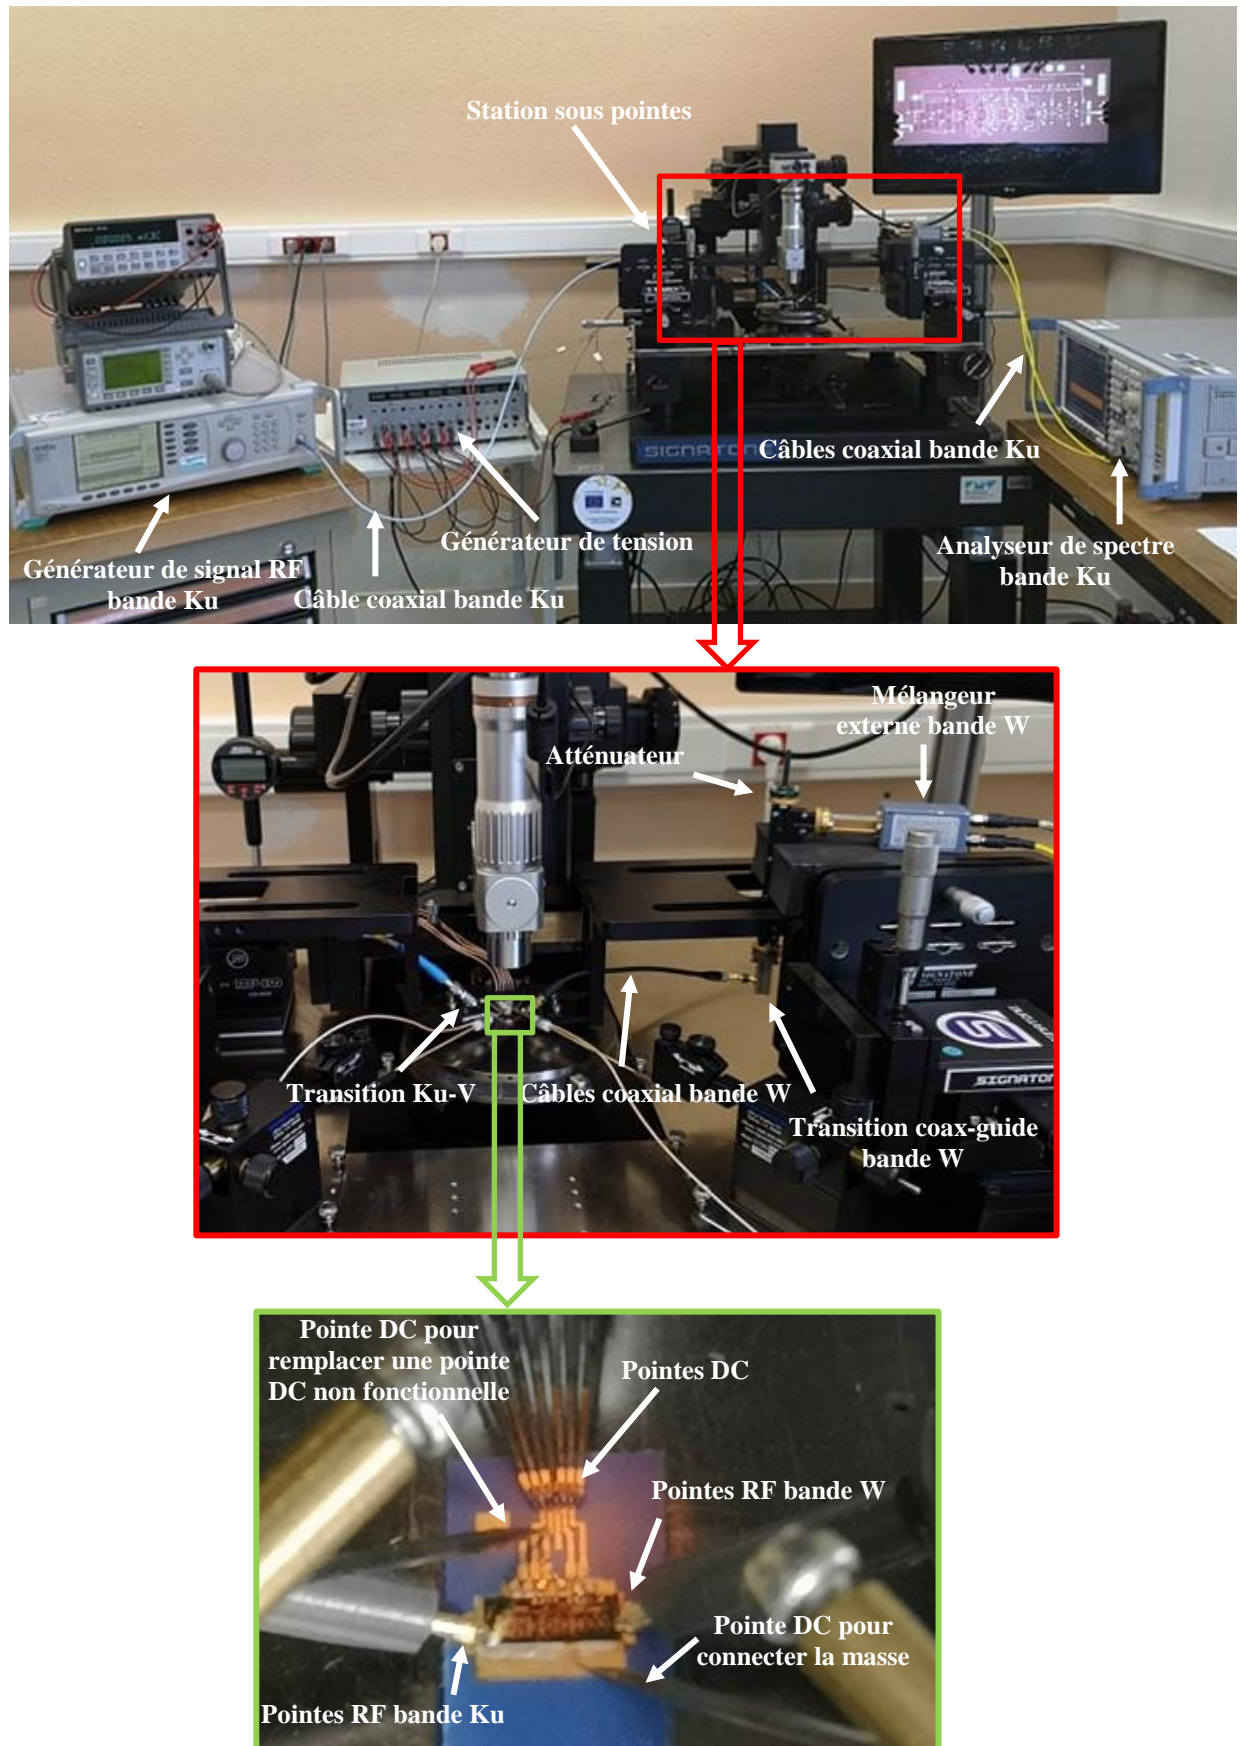 Station sous pointes
SIGNATONE
Câbles coaxial bande Ku
Générateur de tension
Analyseur de spectre
bande Ku
Générateur de signal RF
bande Ku
Câble coaxial bande Ku
Mélangeur
externe bande W
Atténuateur
SIGNATONE
Transition Ku-V
Câbles coaxial bande W
SIGNATON
Transition coax-guide
bande W
Pointe DC pour
remplacer une pointe
DC non fonctionnelle
Pointes DC
Pointes RF bande W
Pointe DC pour
connecter la masse
Pointes RF bande Ku